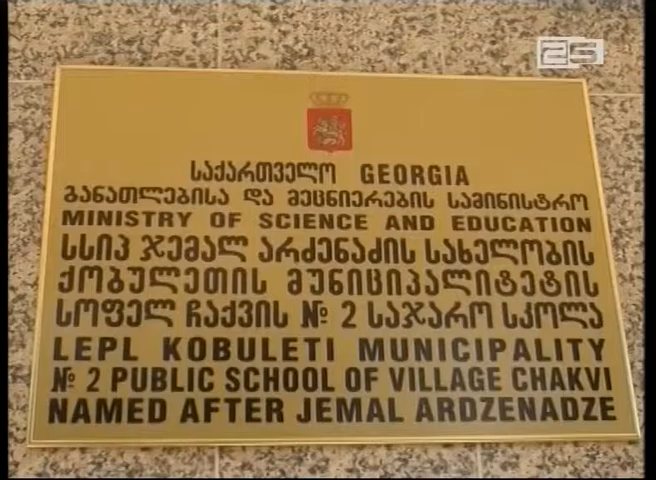 25
საქართველო GEORGIA
განათლებისა და მეცნიერების სამინისტრო
MINISTRY OF SCIENCE AND EDUCATION
სსიპ ჯემალ არძენაძის სახელობის
ქობულეთის მუნიციპალიტეტის
სოფელ ჩაქვის № 2 საჯარო სკოლა
LEPL KOBULETI MUNICIPALITY
№ 2 PUBLIC SCHOOL OF VILLAGE CHAKVI
NAMED AFTER JEMAL ARDZENADZE